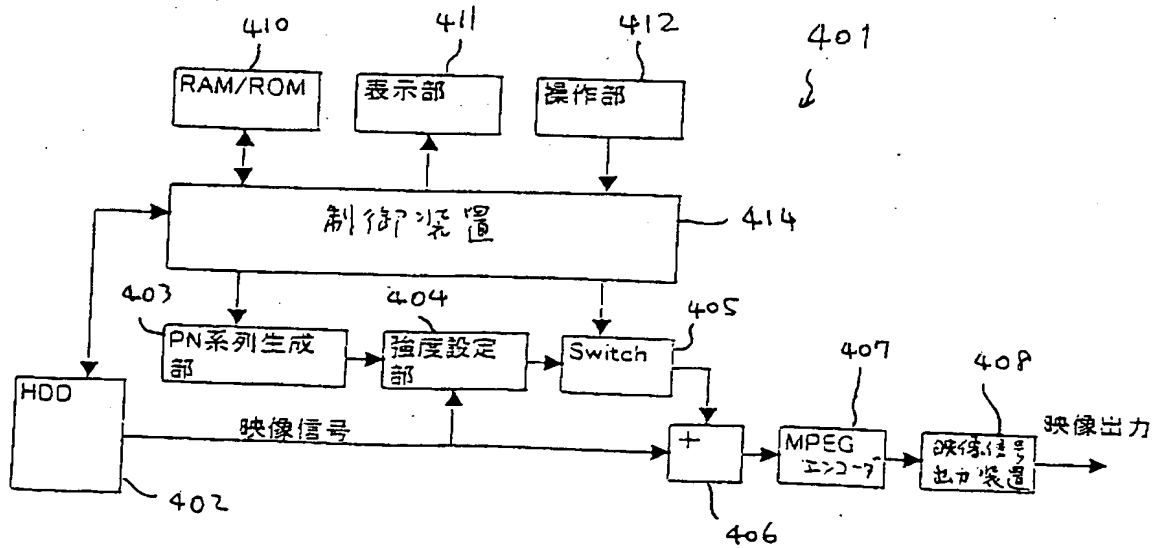 410
411
412
401
RAM/ROM
表示部
操作部
制御装置
414
403
404
405
PN系列生成
部
強度設定
部
Switch
407
408
HDD
映像信号
+
MPEG
エンコーダ
映像信号
出力装置
映像出力
402
406